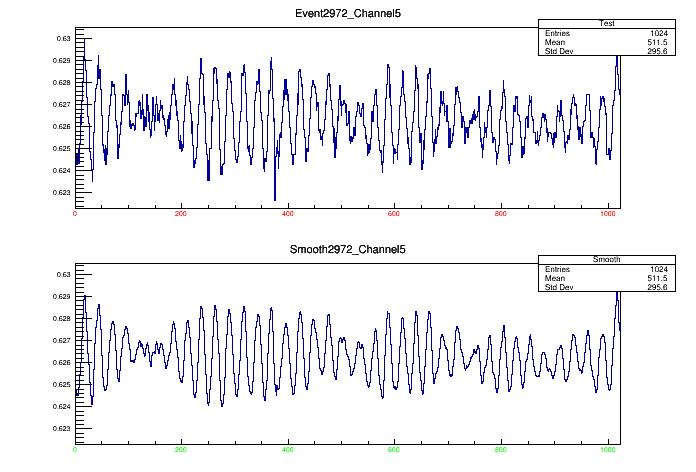 Event2972_Channel5
Test
Entries 1024
Mean 511.5
Std Dev 295.6
0.63
0.629
0.628
0.627
0.626
0.625
0.624
0.623
0 200 400 600 800 1000
Smooth2972_Channel5
Smooth
Entries 1024
Mean 511.5
Std Dev 295.6
0.63
0.629
0.628
0.627
0.626
0.625
0.624
0.623
0 200 400 600 800 1000